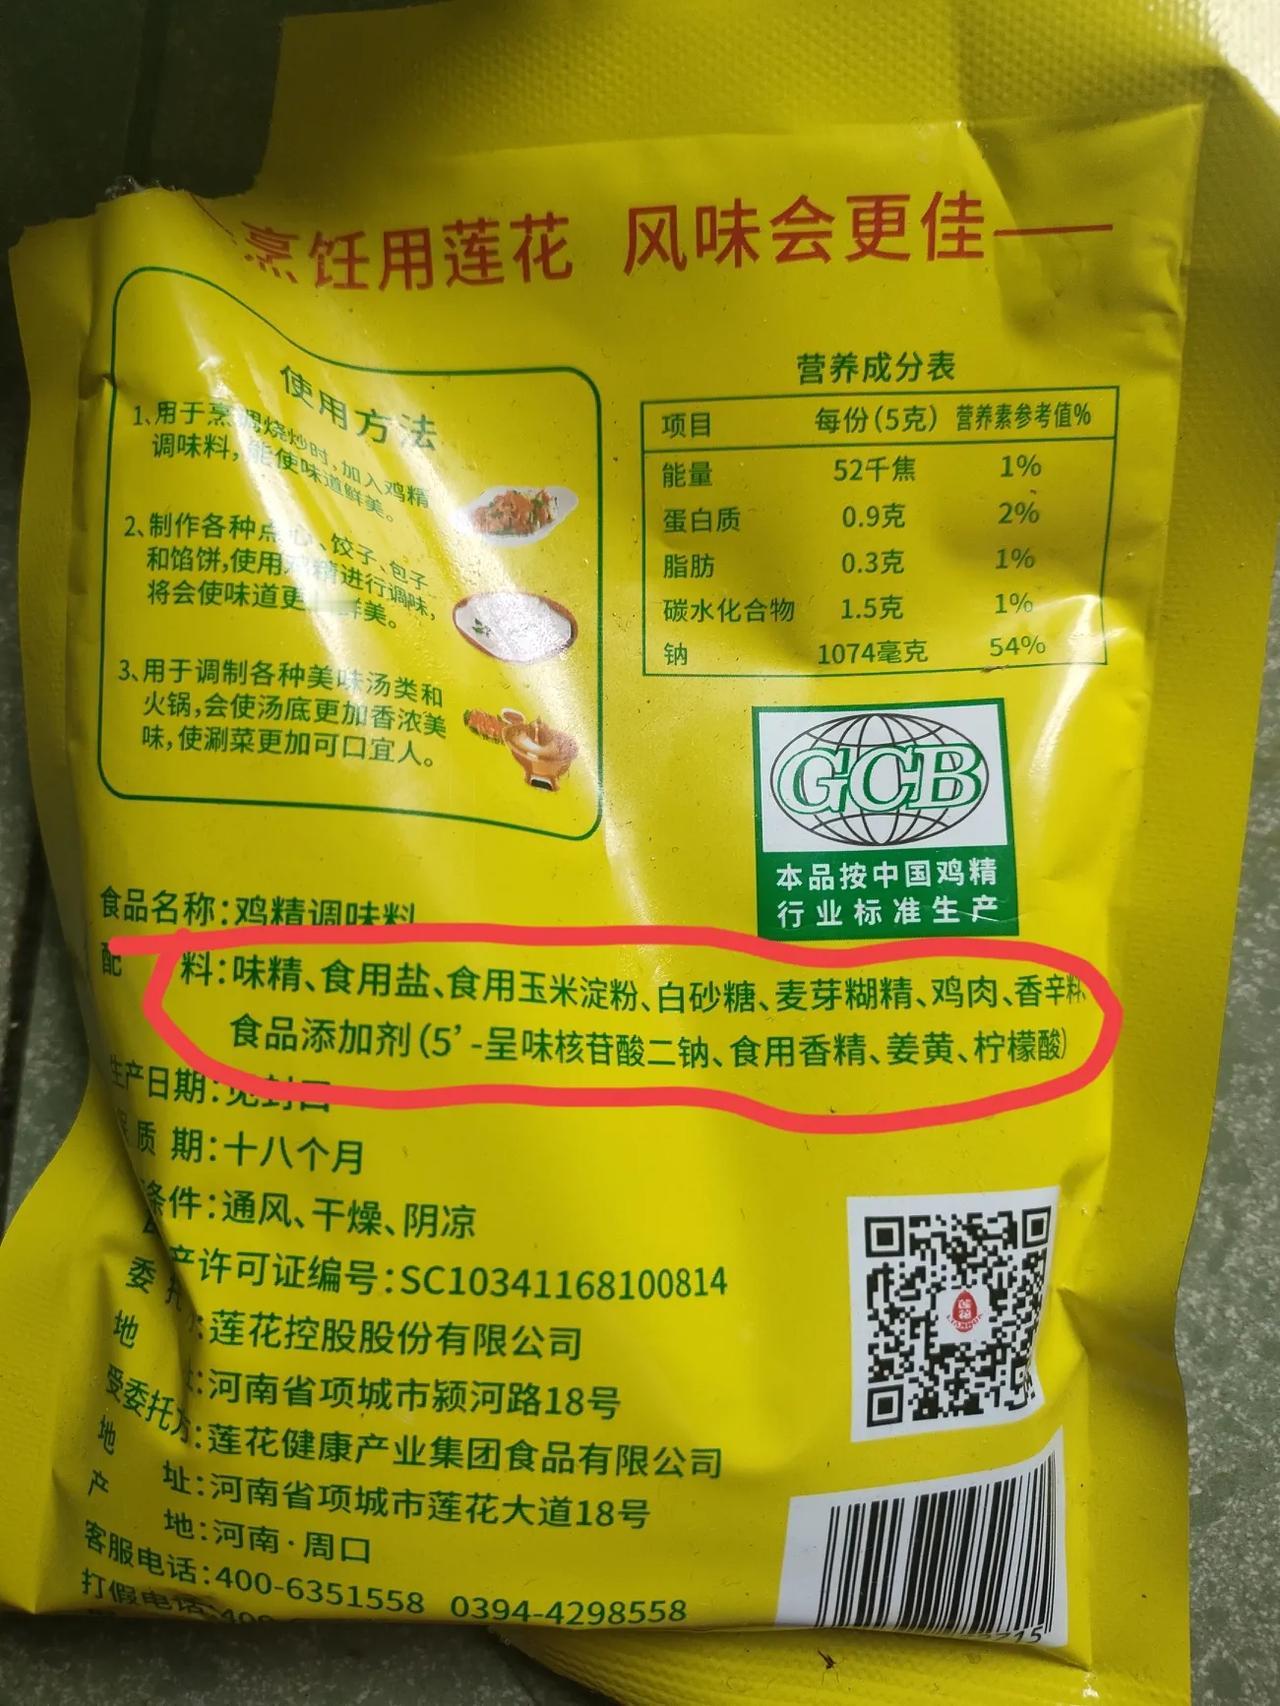 烹饪用莲花 风味会更佳——
使用方法
1、用于烹调烧炒时,加入鸡精
调味料,能使味道鲜美。
2、制作各种点心、饺子、包子
和馅饼,使用鸡精进行调味,
将会使味道更 鲜美。
3、用于调制各种美味汤类和
火锅,会使汤底更加香浓美
味,使涮菜更加可口宜人。
营养成分表
项目 每份(5克) 营养素参考值%
能量 52千焦 1%
蛋白质 0.9克 2%
脂肪 0.3克 1%
碳水化合物 1.5克 1%
钠 1074毫克 54%
GCB
本品按中国鸡精
行业标准生产
食品名称:鸡精调味料
配 料:味精、食用盐、食用玉米淀粉、白砂糖、麦芽糊精、鸡肉、香辛料
食品添加剂(5’-呈味核苷酸二钠、食用香精、姜黄、柠檬酸)
生产日期:见封口
质 期:十八个月
条件:通风、干燥、阴凉
产许可证编号:SC10341168100814
委托 :莲花控股股份有限公司
地 址:河南省项城市颍河路18号
受委托方:莲花健康产业集团食品有限公司
地 址:河南省项城市莲花大道18号
产 地:河南·周口
客服电话:400-6351558 0394-4298558
打假电话:400
莲花